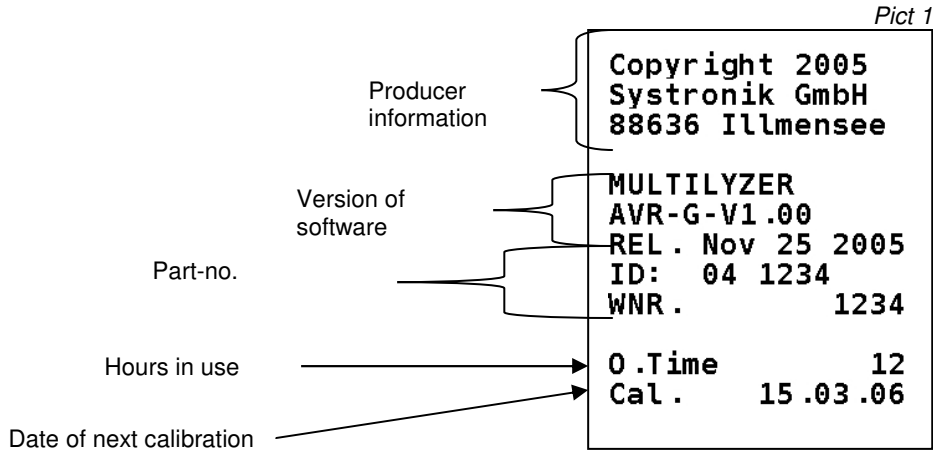 Pict 1
Producer
information
Copyright 2005
Systronik GmbH
88636 Illmensee
Version of
software
MULTILYZER
AVR-G-V1.00
REL. Nov 25 2005
Part-no.
ID: 04 1234
WNR. 1234
Hours in use
O.Time 12
Date of next calibration
Cal. 15.03.06